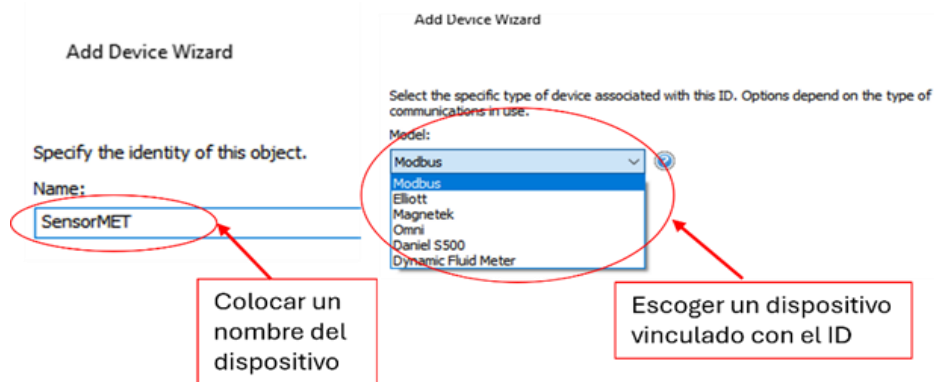 Add Device Wizard
Specify the identity of this object.
Name:
SensorMET
Colocar un
nombre del
dispositivo
Add Device Wizard
Select the specific type of device associated with this ID. Options depend on the type of
communications in use.
Model:
Modbus
Modbus
Elliott
Magnetek
Omni
Daniel S500
Dynamic Fluid Meter
Escoger un dispositivo
vinculado con el ID